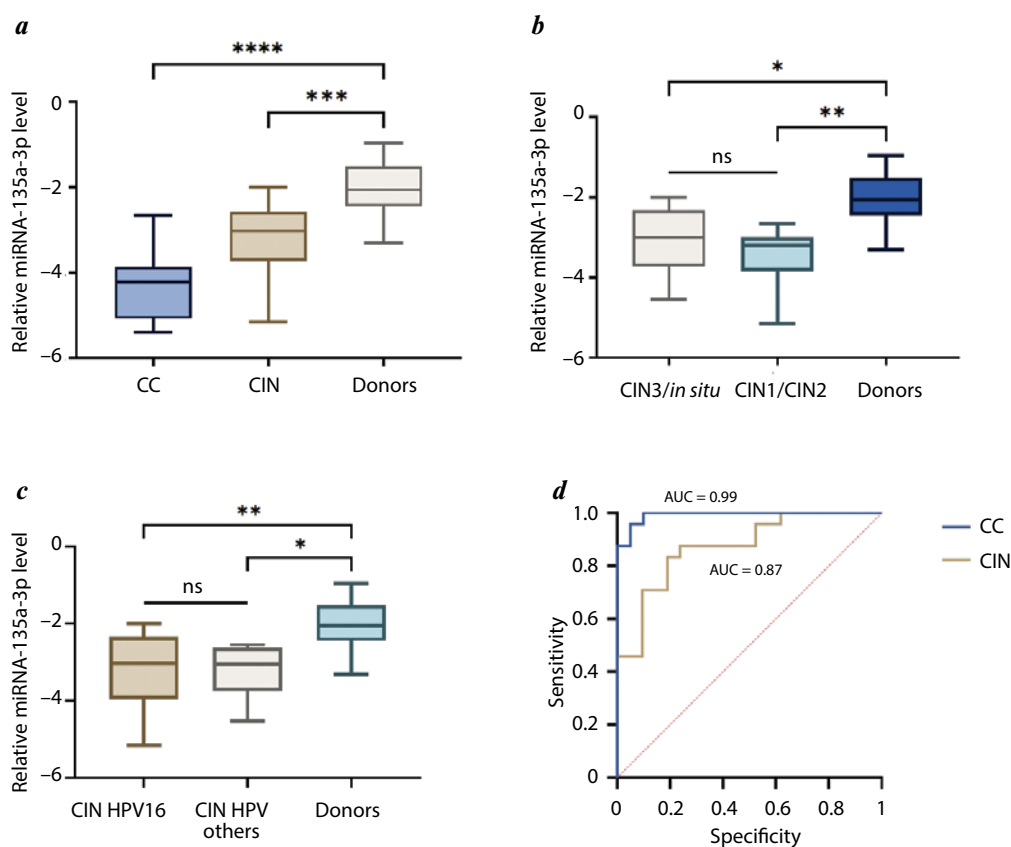 a
****
***
Relative miRNA-135a-3p level
0
−2
−4
−6
CC
CIN
Donors
b
*
**
ns
Relative miRNA-135a-3p level
0
−2
−4
−6
CIN3/in situ
CIN1/CIN2
Donors
c
**
*
ns
Relative miRNA-135a-3p level
0
−2
−4
−6
CIN HPV16
CIN HPV
others
Donors
d
AUC = 0.99
AUC = 0.87
CC
CIN
Sensitivity
1.0
0.8
0.6
0.4
0.2
0
0
0.2
0.4
0.6
0.8
1
Specificity